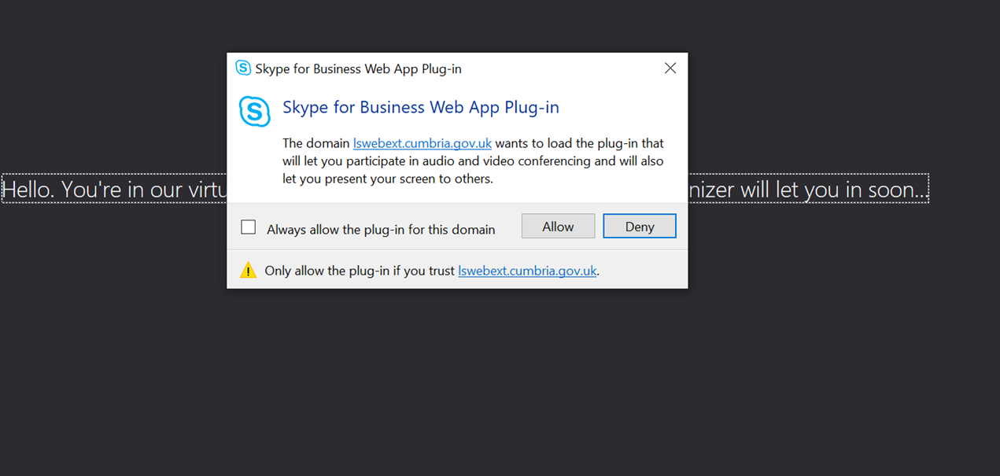 Skype for Business Web App Plug-in
Skype for Business Web App Plug-in
The domain lswebext.cumbria.gov.uk wants to load the plug-in that
will let you participate in audio and video conferencing and will also
let you present your screen to others.
Hello. You're in our
will let you in soon...
Always allow the plug-in for this domain
Allow
Deny
Only allow the plug-in if you trust lswebext.cumbria.gov.uk.